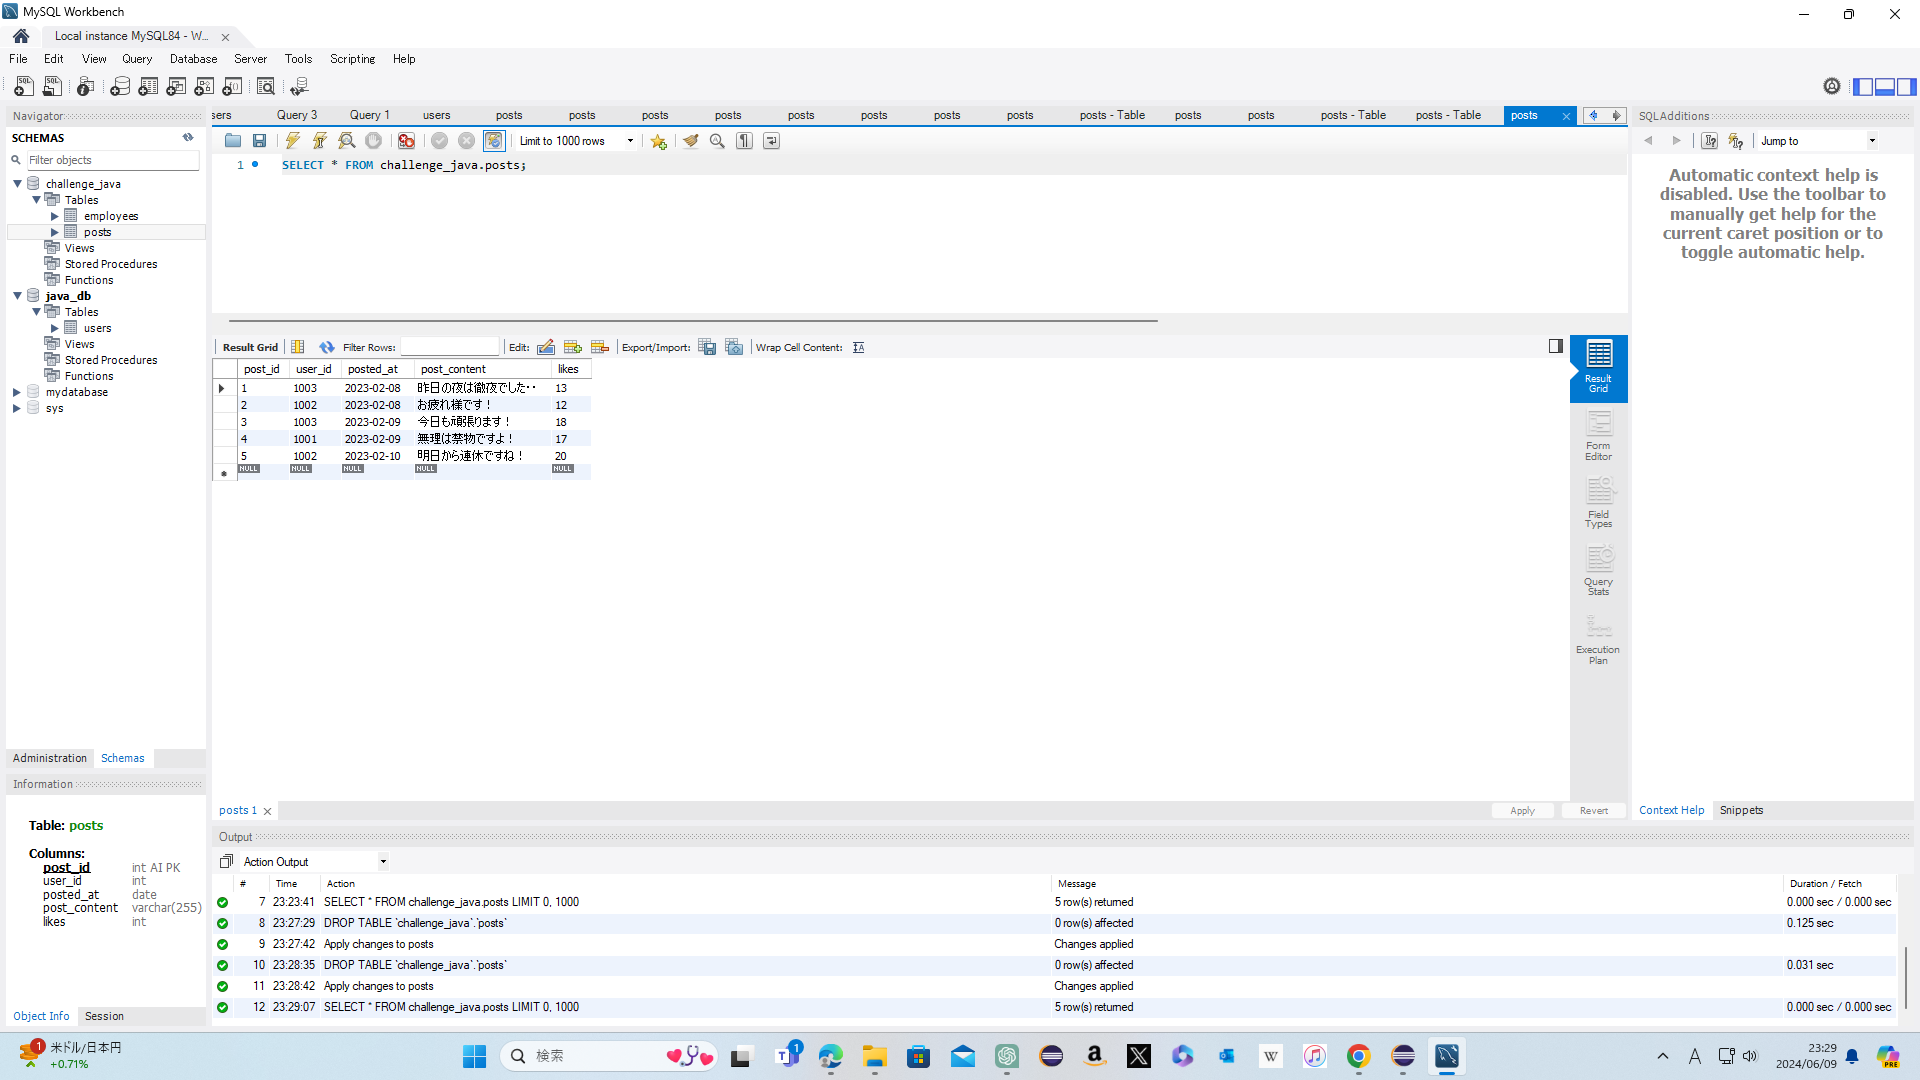 MySQL Workbench
Local instance MySQL84 - W...
File Edit View Query Database Server Tools Scripting Help
Navigator
SCHEMAS
Filter objects
challenge_java
Tables
employees
posts
Views
Stored Procedures
Functions
java_db
Tables
users
Views
Stored Procedures
Functions
mydatabase
sys
Administration Schemas
Information
Table: posts
Columns:
post_id int AI PK
user_id int
posted_at date
post_content varchar(255)
likes int
Object Info Session
sers Query 3 Query 1 users posts posts posts posts posts posts posts posts posts - Table posts posts posts - Table posts - Table posts
Limit to 1000 rows
1 SELECT * FROM challenge_java.posts;
Result Grid Filter Rows: Edit: Export/Import: Wrap Cell Content:
post_id user_id posted_at post_content likes
1 1003 2023-02-08 昨日の夜は徹夜でした・・ 13
2 1002 2023-02-08 お疲れ様です！ 12
3 1003 2023-02-09 今日も頑張ります！ 18
4 1001 2023-02-09 無理は禁物ですよ！ 17
5 1002 2023-02-10 明日から連休ですね！ 20
NULL NULL NULL NULL NULL
Result Grid
Form Editor
Field Types
Query Stats
Execution Plan
posts 1 Apply Revert
SQLAdditions
Jump to
Automatic context help is
disabled. Use the toolbar to
manually get help for the
current caret position or to
toggle automatic help.
Context Help Snippets
Output
Action Output
# Time Action Message Duration / Fetch
7 23:23:41 SELECT * FROM challenge_java.posts LIMIT 0, 1000 5 row(s) returned 0.000 sec / 0.000 sec
8 23:27:29 DROP TABLE `challenge_java`.`posts` 0 row(s) affected 0.125 sec
9 23:27:42 Apply changes to posts Changes applied
10 23:28:35 DROP TABLE `challenge_java`.`posts` 0 row(s) affected 0.031 sec
11 23:28:42 Apply changes to posts Changes applied
12 23:29:07 SELECT * FROM challenge_java.posts LIMIT 0, 1000 5 row(s) returned 0.000 sec / 0.000 sec
1 米ドル/日本円
+0.71%
検索
1
A
23:29
2024/06/09
PRE